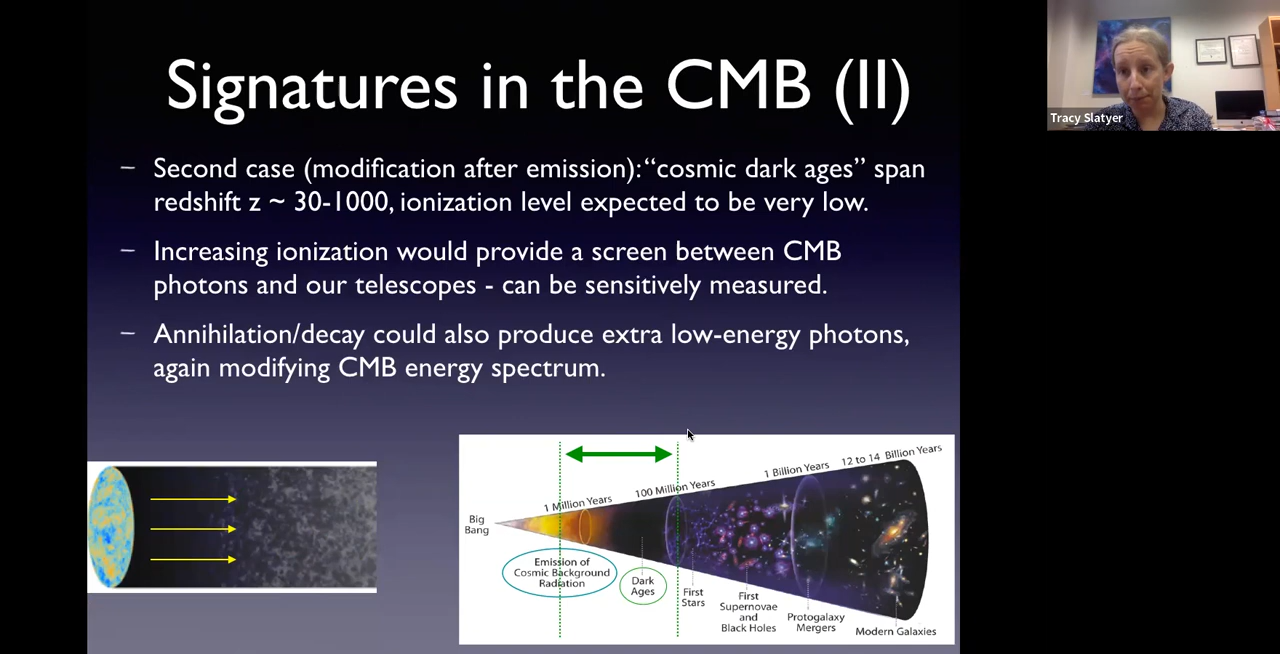 Signatures in the CMB (II)
– Second case (modification after emission):“cosmic dark ages” span
redshift z ~ 30-1000, ionization level expected to be very low.
– Increasing ionization would provide a screen between CMB
photons and our telescopes - can be sensitively measured.
– Annihilation/decay could also produce extra low-energy photons,
again modifying CMB energy spectrum.
Tracy Slatyer
Big
Bang
1 Million Years
100 Million Years
1 Billion Years
12 to 14 Billion Years
Emission of
Cosmic Background
Radiation
Dark
Ages
First
Stars
First
Supernovae
and
Black Holes
Protogalaxy
Mergers
Modern Galaxies